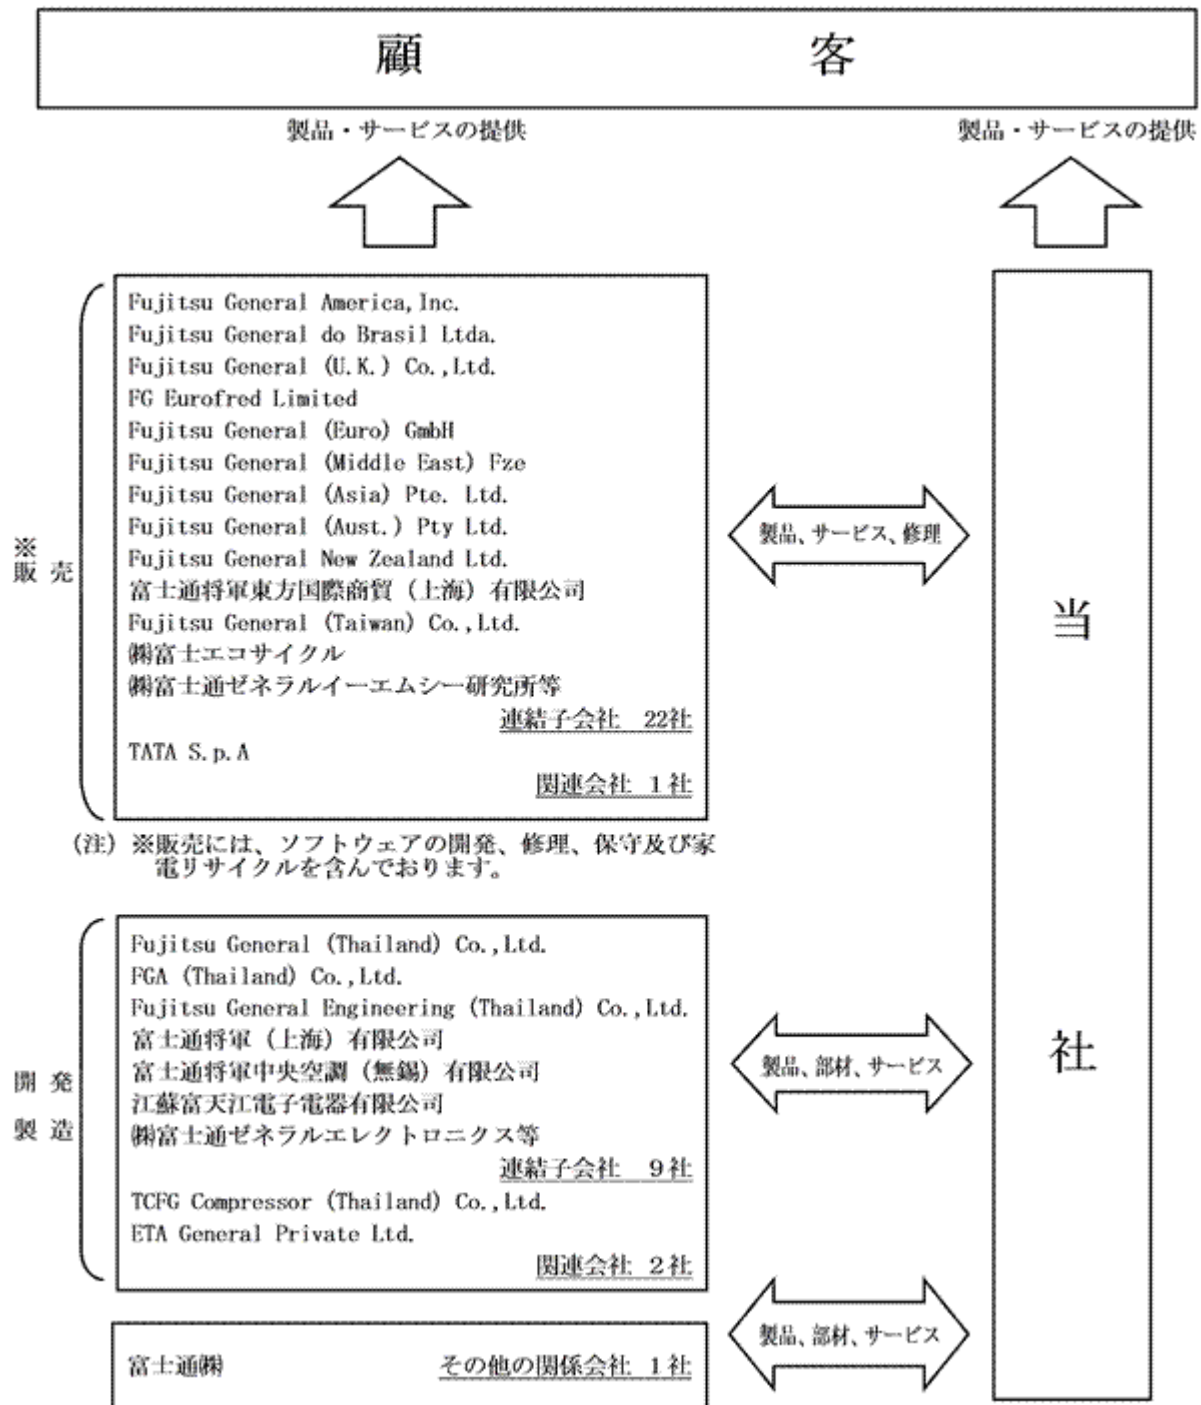 顧客
製品・サービスの提供
製品・サービスの提供
※
販売
Fujitsu General America,Inc.
Fujitsu General do Brasil Ltda.
Fujitsu General (U.K.) Co.,Ltd.
FG Eurofred Limited
Fujitsu General (Euro) GmbH
Fujitsu General (Middle East) Fze
Fujitsu General (Asia) Pte. Ltd.
Fujitsu General (Aust.) Pty Ltd.
Fujitsu General New Zealand Ltd.
富士通将軍東方国際商貿（上海）有限公司
Fujitsu General (Taiwan) Co.,Ltd.
㈱富士エコサイクル
㈱富士通ゼネラルイーエムシー研究所等
連結子会社　22社
TATA S.p.A
関連会社 1社
製品、サービス、修理
(注) ※販売には、ソフトウェアの開発、修理、保守及び家
電リサイクルを含んでおります。
開発
製造
Fujitsu General (Thailand) Co.,Ltd.
FGA (Thailand) Co.,Ltd.
Fujitsu General Engineering (Thailand) Co.,Ltd.
富士通将軍（上海）有限公司
富士通将軍中央空調（無錫）有限公司
江蘇富天江電子電器有限公司
㈱富士通ゼネラルエレクトロニクス等
連結子会社　9社
TCFG Compressor (Thailand) Co.,Ltd.
ETA General Private Ltd.
関連会社 2社
製品、部材、サービス
富士通㈱　その他の関係会社 1社
製品、部材、サービス
当社